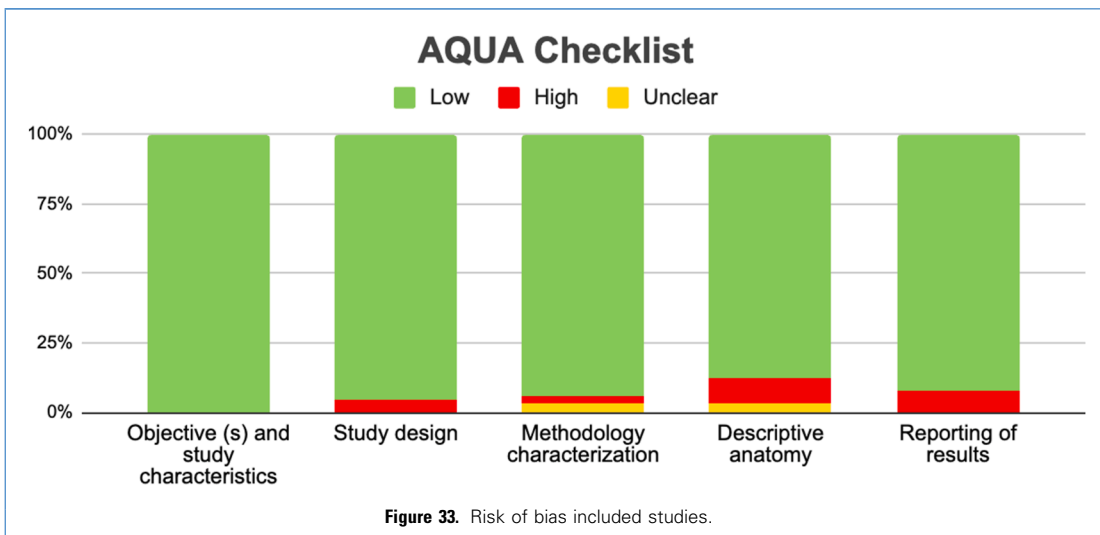 AQUA Checklist
Low High Unclear
100%
75%
50%
25%
0%
Objective (s) and
study
characteristics
Study design
Methodology
characterization
Descriptive
anatomy
Reporting of
results
Figure 33. Risk of bias included studies.